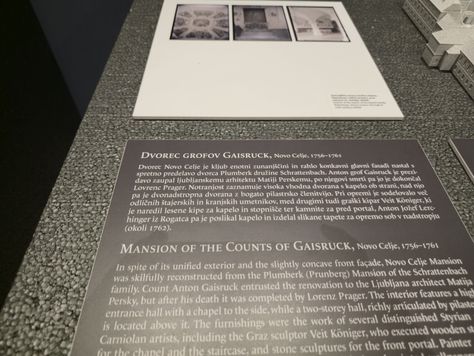 DVOREC GROFOV GAISRUCK, NOVO CELJE, 1756–1761
Dvorec Novo Celje je kljub enotni zunanjščini in rahlo konkavni glavni fasadi nastal s
spretno predelavo dvorca Plumberk družine Schrattenbach. Anton grof Gaisruck je prezi-
davo zaupal ljubljanskemu arhitektu Matiji Perskemu, po njegovi smrti pa jo je dokončal
Lovrenc Prager. Notranjost zaznamuje visoka vhodna dvorana s kapelo ob strani, nad njo
pa je dvonadstropna dvorana z bogato pilastrsko členitvijo. Pri opremi je sodelovalo več
odličnih štajerskih in kranjskih umetnikov, med drugimi tudi graški kipar Veit Königer, ki
je naredil lesene kipe za kapelo in stopnišče ter kamnite za pred portal, Anton Jožef Lerc-
hinger iz Rogatca pa je poslikal kapelo in izdelal slikane tapete za opremo sob v nadstropju
(okoli 1762).
MANSION OF THE COUNTS OF GAISRUCK, NOVO CELJE, 1756–1761
In spite of its unified exterior and the slightly concave front façade, Novo Celje Mansion
was skilfully reconstructed from the Plumberk (Prunberg) Mansion of the Schrattenbach
family. Count Anton Gaisruck entrusted the renovation to the Ljubljana architect Matija
Persky, but after his death it was completed by Lorenz Prager. The interior features a high
entrance hall with a chapel to the side, while a two-storey hall, richly articulated by pilasters
is located above it. The furnishings were the work of several distinguished Styrian
Carniolan artists, including the Graz sculptor Veit Königer, who executed wooden s
for the chapel and the staircase, and stone sculptures for the front portal. Painter